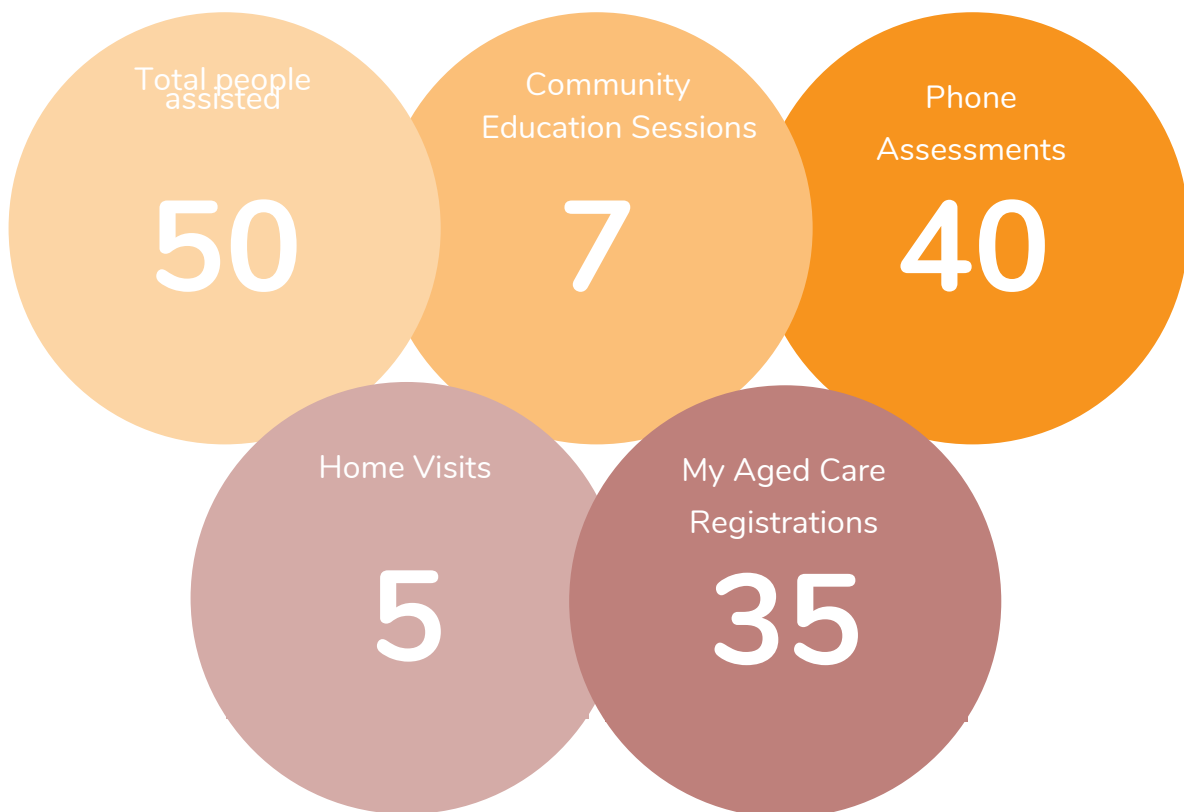 Total people
assisted
50
Community
Education Sessions
7
Phone
Assessments
40
Home Visits
5
My Aged Care
Registrations
35